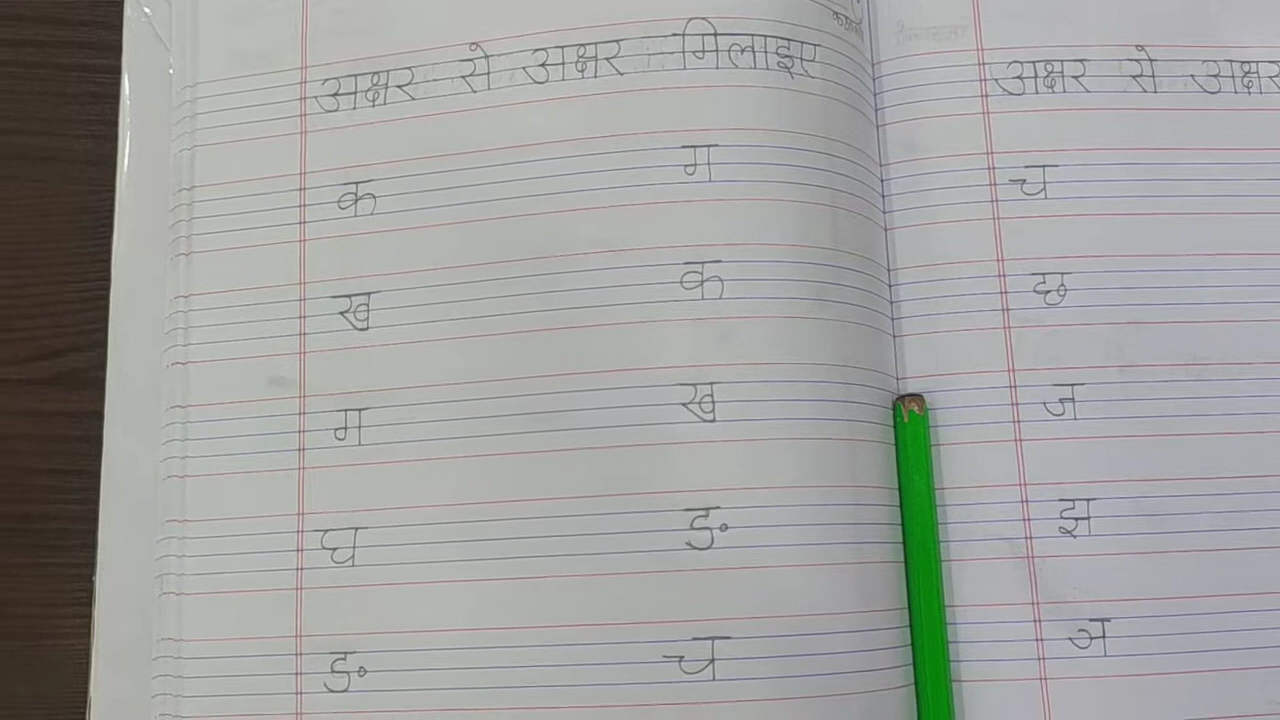 अक्षर से अक्षर मिलाइए
क ग
ख क
ग ख
घ ङ
ङ च
अक्षर से अक्षर
च
छ
ज
झ
ञ